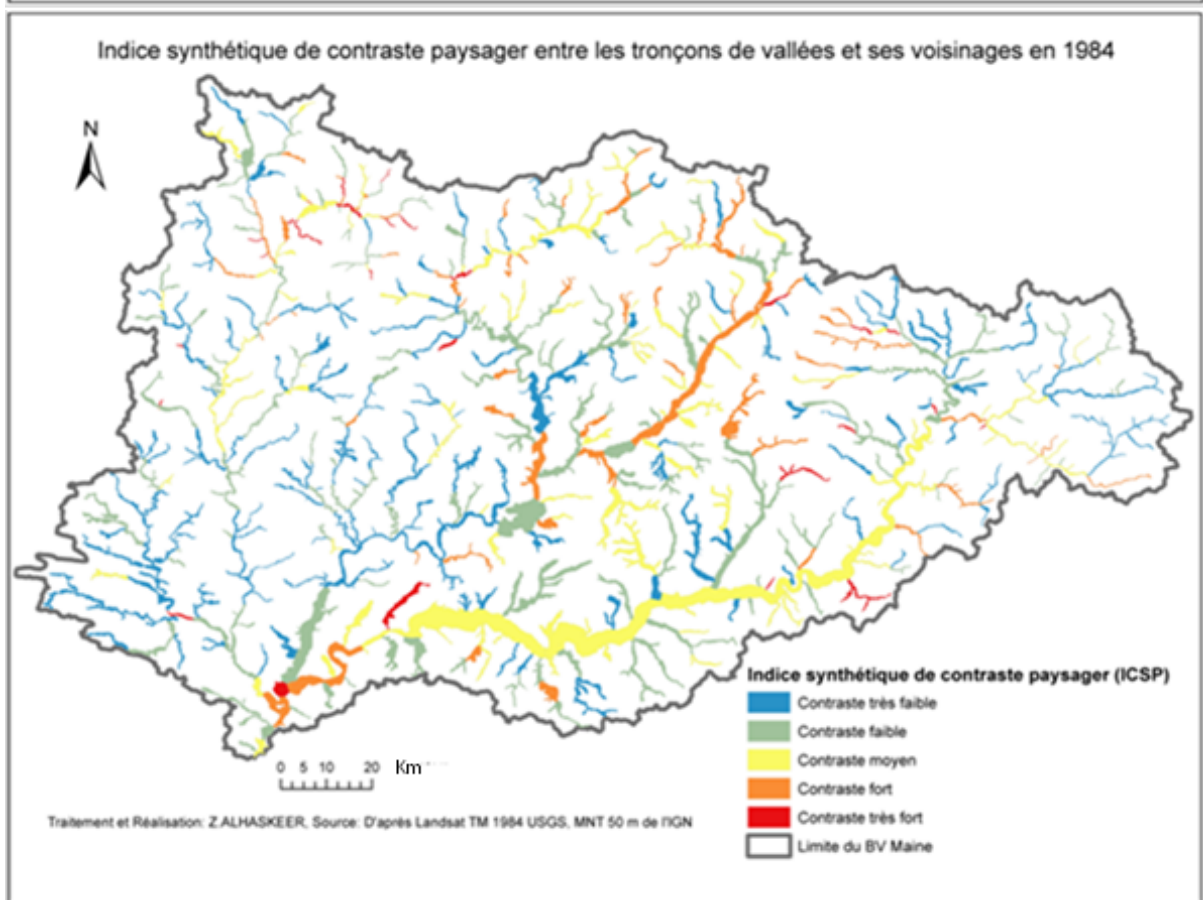 Indice synthétique de contraste paysager entre les tronçons de vallées et ses voisinages en 1984
N
Indice synthétique de contraste paysager (ICSP)
Contraste très faible
Contraste faible
Contraste moyen
Contraste fort
Contraste très fort
Limite du BV Maine
0 5 10 20 Km
Traitement et Réalisation: Z.ALHASKEER, Source: D'après Landsat TM 1984 USGS, MNT 50 m de l'IGN